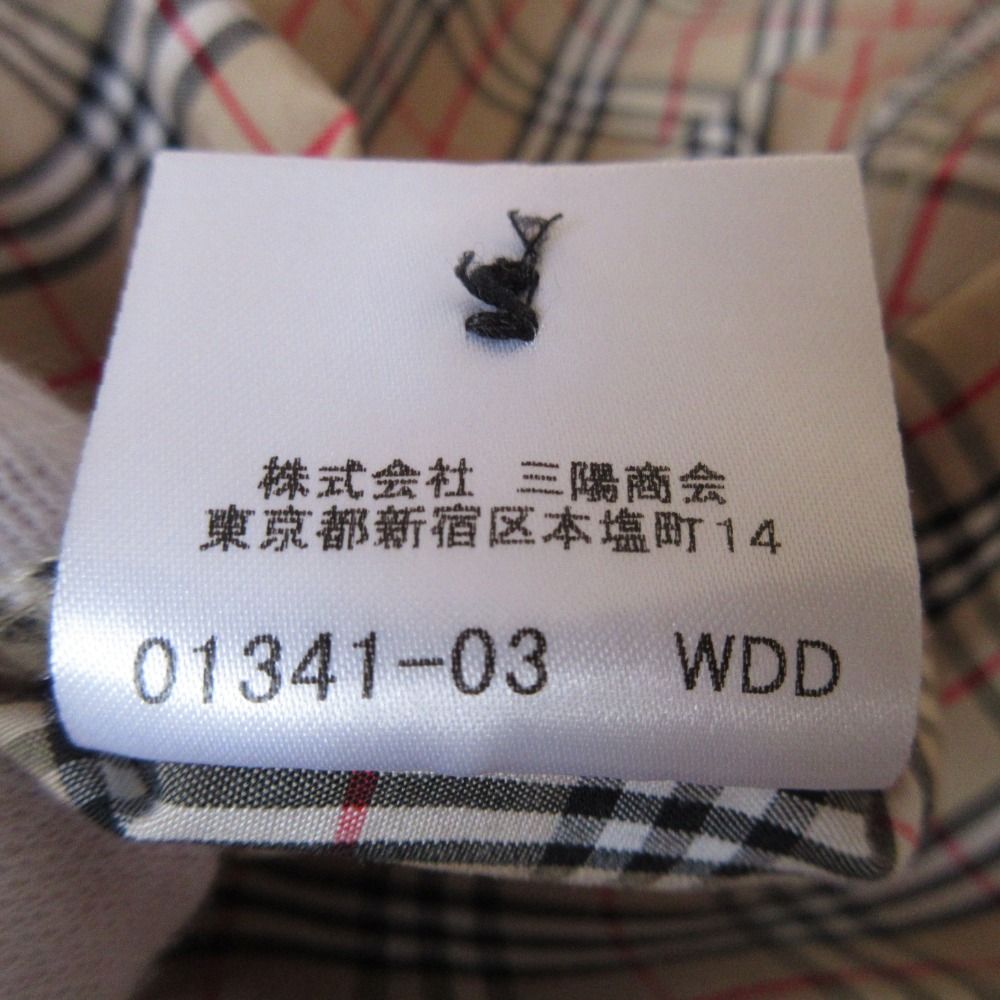 株式会社 三陽商会
東京都新宿区本塩町14
01341-03 WDD